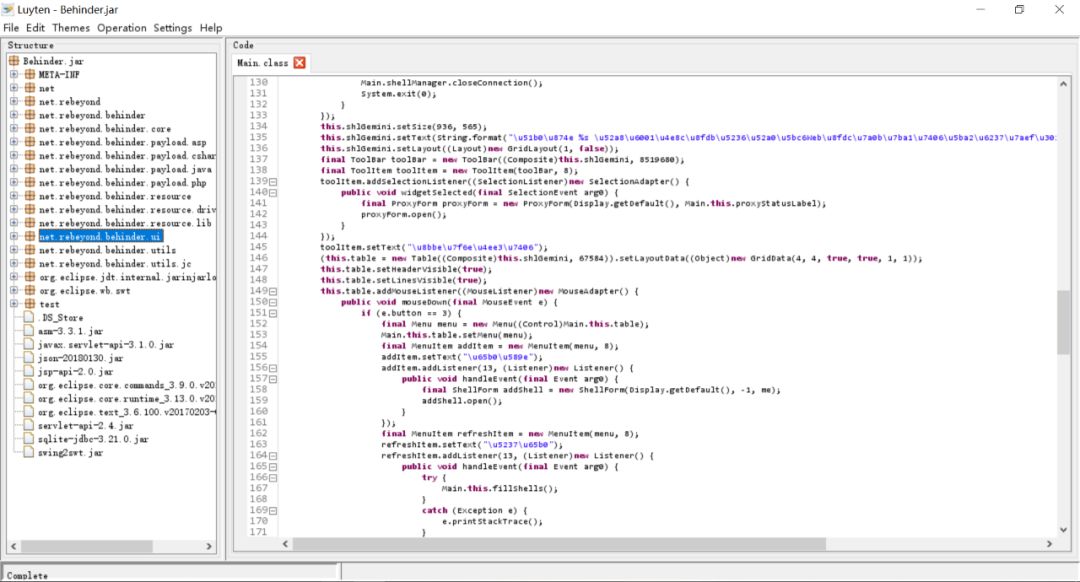 Luyten - Behinder.jar
File Edit Themes Operation Settings Help
Structure
Behinder.jar
META-INF
net
net.rebeyond
net.rebeyond.behinder
net.rebeyond.behinder.core
net.rebeyond.behinder.payload.asp
net.rebeyond.behinder.payload.cshar
net.rebeyond.behinder.payload.java
net.rebeyond.behinder.payload.php
net.rebeyond.behinder.resource
net.rebeyond.behinder.resource.driv
net.rebeyond.behinder.resource.lib
net.rebeyond.behinder.ui
net.rebeyond.behinder.utils
net.rebeyond.behinder.utils.jc
org.eclipse.jdt.internal.jarinjarlo
org.eclipse.wb.swt
test
.DS_Store
asm-3.3.1.jar
javax.servlet-api-3.1.0.jar
json-20180130.jar
jsp-api-2.0.jar
org.eclipse.core.commands_3.9.0.v20
org.eclipse.core.runtime_3.13.0.v20
org.eclipse.text_3.6.100.v20170203-
servlet-api-2.4.jar
sqlite-jdbc-3.21.0.jar
swing2swt.jar
Code
Main.class
130 Main.shellManager.closeConnection();
131 System.exit(0);
132 }
133 });
134 this.shlGemini.setSize(936, 565);
135 this.shlGemini.setText(String.format("\u51b0\u874e %s \u52a8\u6001\u4e8c\u8fdb\u5236\u52a0\u5bc6Web\u8fdc\u7a0b\u7ba1\u7406\u5ba2\u6237\u7aef\u30
136 this.shlGemini.setLayout((Layout)new GridLayout(1, false));
137 final ToolBar toolBar = new ToolBar((Composite)this.shlGemini, 8519680);
138 final ToolItem toolItem = new ToolItem(toolBar, 8);
139 toolItem.addSelectionListener((SelectionListener)new SelectionAdapter() {
140 public void widgetSelected(final SelectionEvent arg0) {
141 final ProxyForm proxyForm = new ProxyForm(Display.getDefault(), Main.this.proxyStatusLabel);
142 proxyForm.open();
143 }
144 });
145 toolItem.setText("\u8bbe\u7f6e\u4ee3\u7406");
146 (this.table = new Table((Composite)this.shlGemini, 67584)).setLayoutData((Object)new GridData(4, 4, true, true, 1, 1));
147 this.table.setHeaderVisible(true);
148 this.table.setLinesVisible(true);
149 this.table.addMouseListener((MouseListener)new MouseAdapter() {
150 public void mouseDown(final MouseEvent e) {
151 if (e.button == 3) {
152 final Menu menu = new Menu((Control)Main.this.table);
153 Main.this.table.setMenu(menu);
154 final MenuItem addItem = new MenuItem(menu, 8);
155 addItem.setText("\u65b0\u589e");
156 addItem.addListener(13, (Listener)new Listener() {
157 public void handleEvent(final Event arg0) {
158 final ShellForm addShell = new ShellForm(Display.getDefault(), -1, me);
159 addShell.open();
160 }
161 });
162 final MenuItem refreshItem = new MenuItem(menu, 8);
163 refreshItem.setText("\u5237\u65b0");
164 refreshItem.addListener(13, (Listener)new Listener() {
165 public void handleEvent(final Event arg0) {
166 try {
167 Main.this.fillShells();
168 }
169 catch (Exception e) {
170 e.printStackTrace();
171 }
Complete